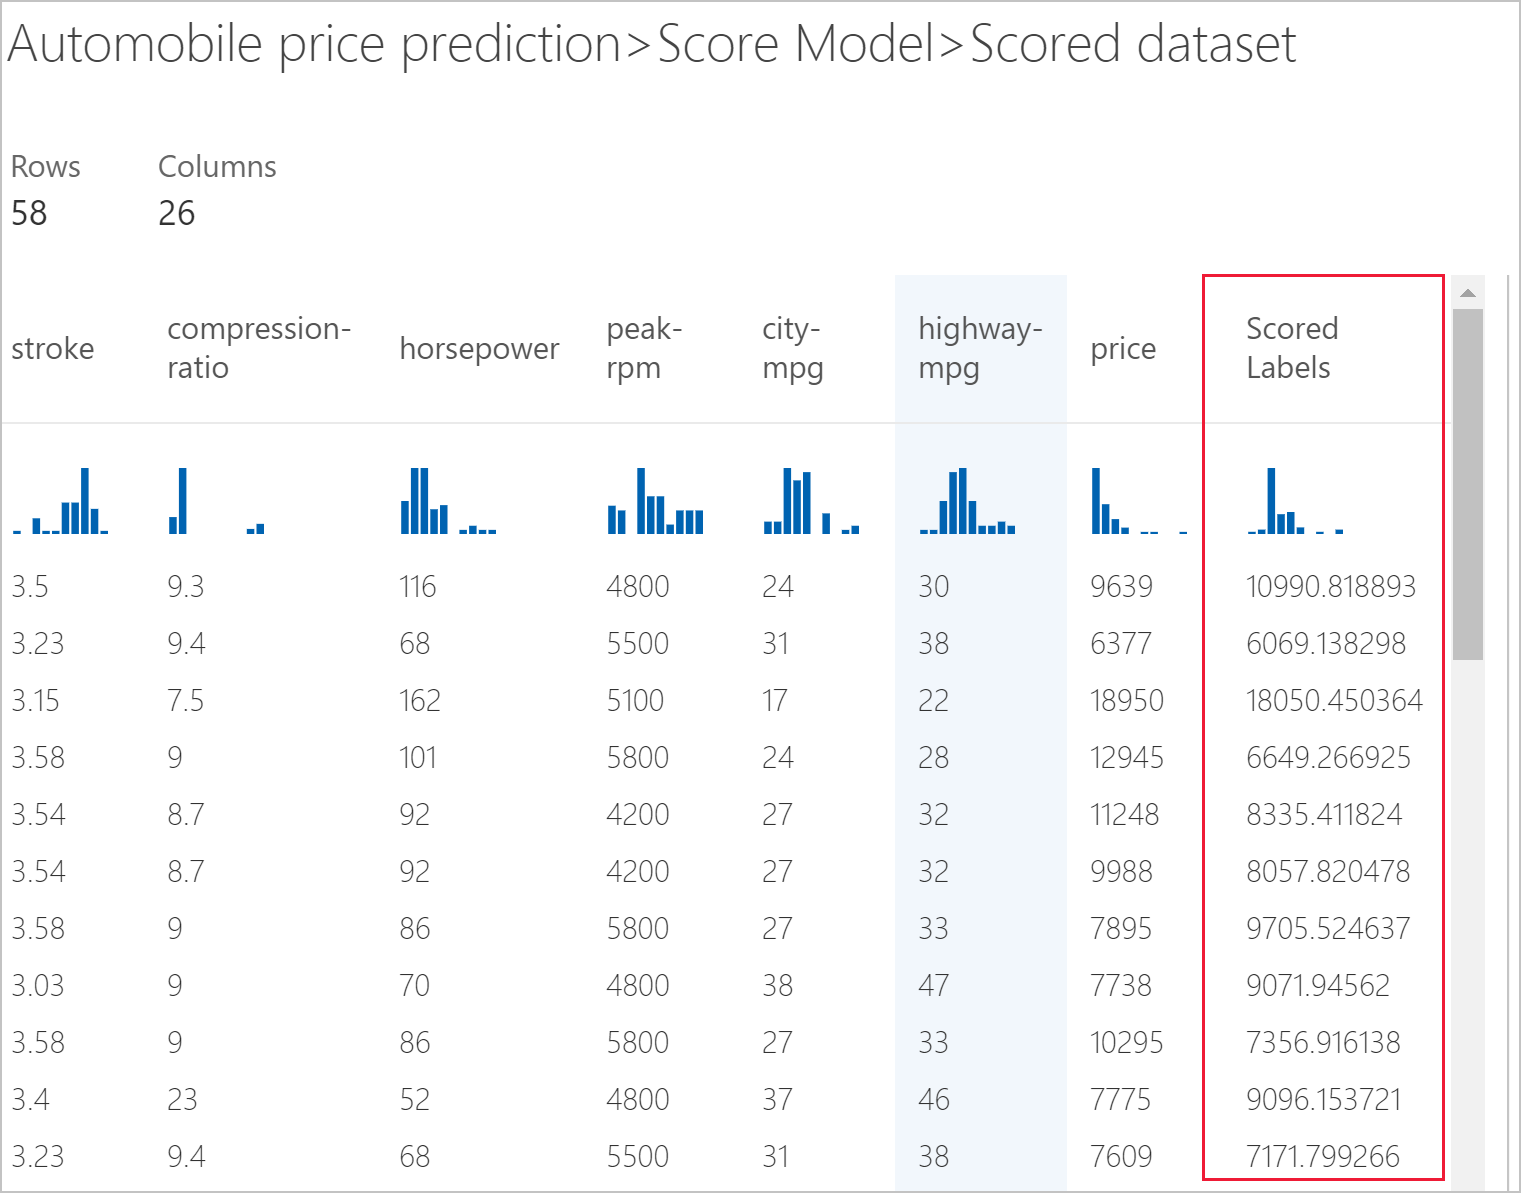 Automobile price prediction>Score Model>Scored dataset
Rows Columns
58 26
stroke compression-ratio horsepower peak-rpm city-mpg highway-mpg price Scored Labels
3.5 9.3 116 4800 24 30 9639 10990.818893
3.23 9.4 68 5500 31 38 6377 6069.138298
3.15 7.5 162 5100 17 22 18950 18050.450364
3.58 9 101 5800 24 28 12945 6649.266925
3.54 8.7 92 4200 27 32 11248 8335.411824
3.54 8.7 92 4200 27 32 9988 8057.820478
3.58 9 86 5800 27 33 7895 9705.524637
3.03 9 70 4800 38 47 7738 9071.94562
3.58 9 86 5800 27 33 10295 7356.916138
3.4 23 52 4800 37 46 7775 9096.153721
3.23 9.4 68 5500 31 38 7609 7171.799266